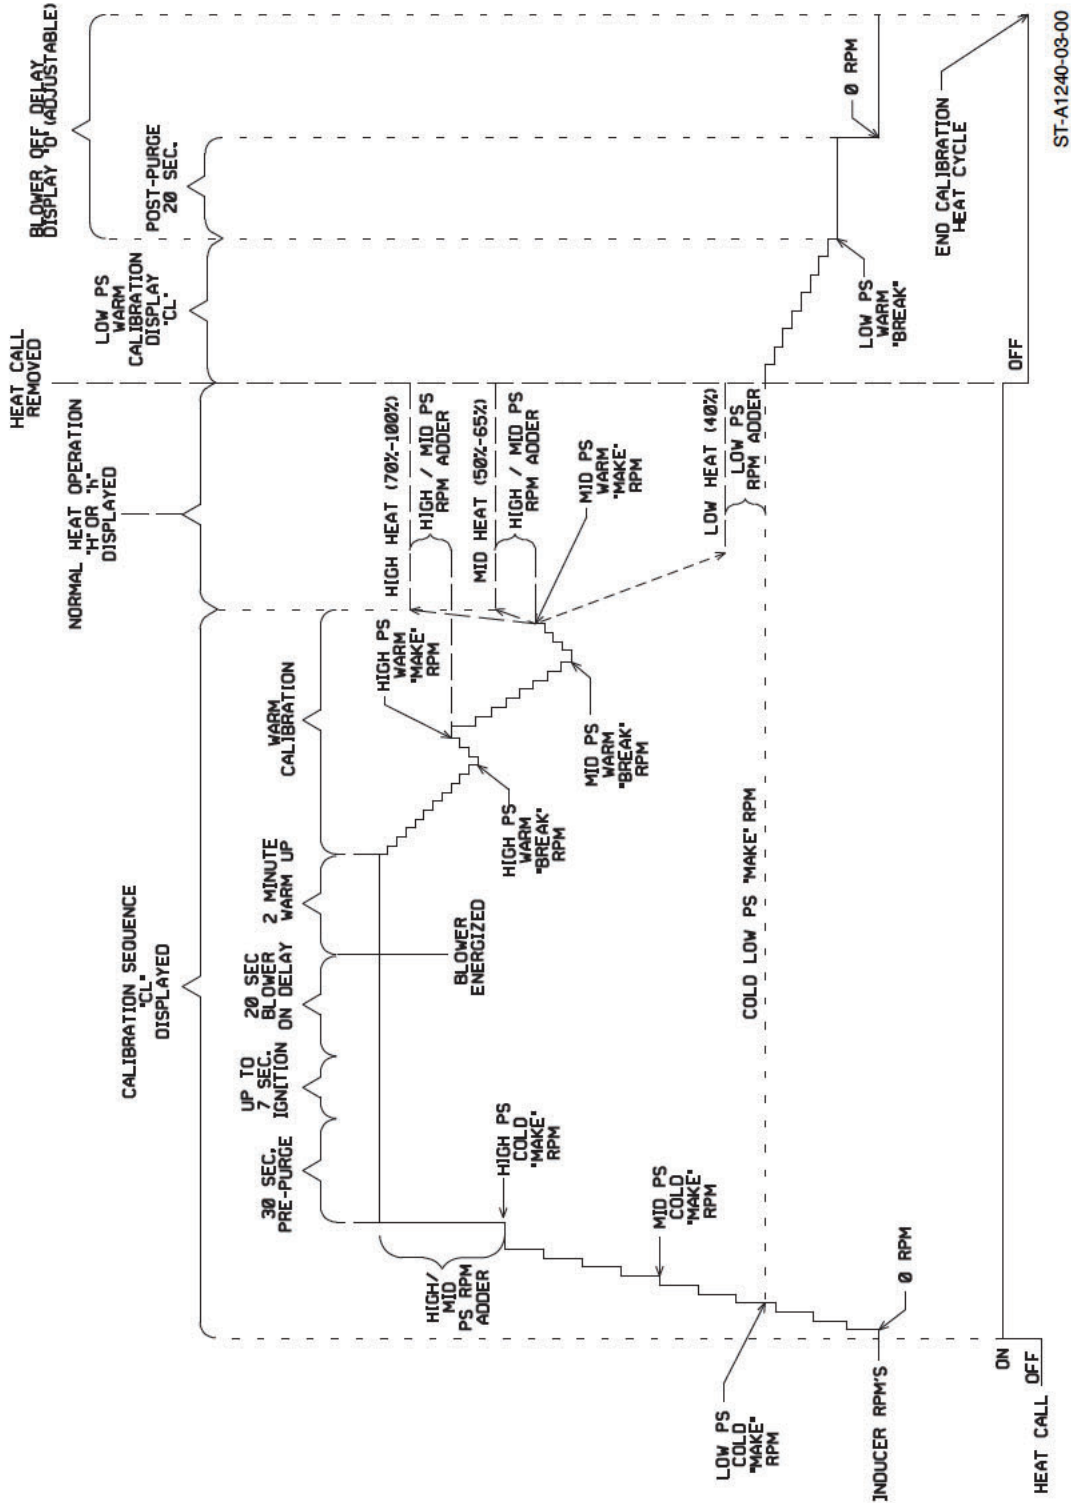 HEAT CALL
REMOVED
BLOWER OFF DELAY
DISPLAY "D" (ADJUSTABLE)
CALIBRATION SEQUENCE
"CL"
DISPLAYED
NORMAL HEAT OPERATION
"H" OR "h"
DISPLAYED
LOW PS
WARM
CALIBRATION
DISPLAY
"CL"
POST-PURGE
20 SEC.
30 SEC.
PRE-PURGE
UP TO
7 SEC.
IGNITION
20 SEC
BLOWER
ON DELAY
2 MINUTE
WARM UP
WARM
CALIBRATION
HIGH/
MID
PS RPM
ADDER
HIGH PS
COLD
"MAKE"
RPM
BLOWER
ENERGIZED
HIGH PS
WARM
"MAKE"
RPM
HIGH HEAT (70%-100%)
HIGH / MID PS
RPM ADDER
HIGH PS
WARM
"BREAK"
RPM
MID HEAT (50%-65%)
HIGH / MID PS
RPM ADDER
MID PS
WARM
"MAKE"
RPM
MID PS
WARM
"BREAK"
RPM
MID PS
COLD
"MAKE"
RPM
LOW HEAT (40%)
LOW PS
RPM ADDER
COLD LOW PS "MAKE" RPM
LOW PS
COLD
"MAKE"
RPM
LOW PS
WARM
"BREAK"
0 RPM
INDUCER RPM'S
0 RPM
END CALIBRATION
HEAT CYCLE
ON
OFF
OFF
HEAT CALL
ST-A1240-03-00